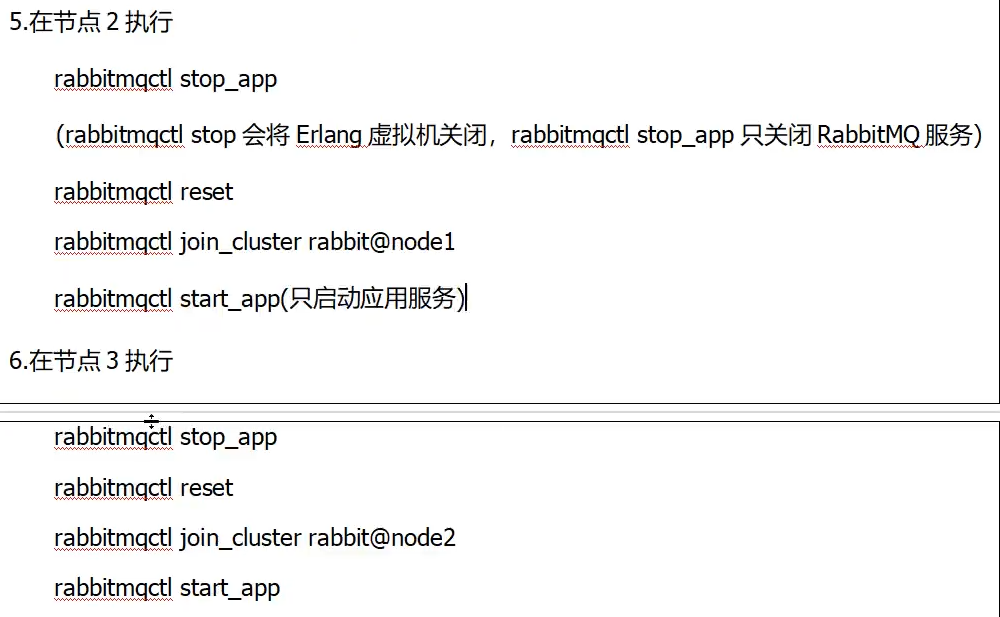 5.在节点 2 执行
rabbitmqctl stop_app
(rabbitmqctl stop 会将 Erlang 虚拟机关闭，rabbitmqctl stop_app 只关闭 RabbitMQ 服务)
rabbitmqctl reset
rabbitmqctl join_cluster rabbit@node1
rabbitmqctl start_app(只启动应用服务)
6.在节点 3 执行
rabbitmqctl stop_app
rabbitmqctl reset
rabbitmqctl join_cluster rabbit@node2
rabbitmqctl start_app